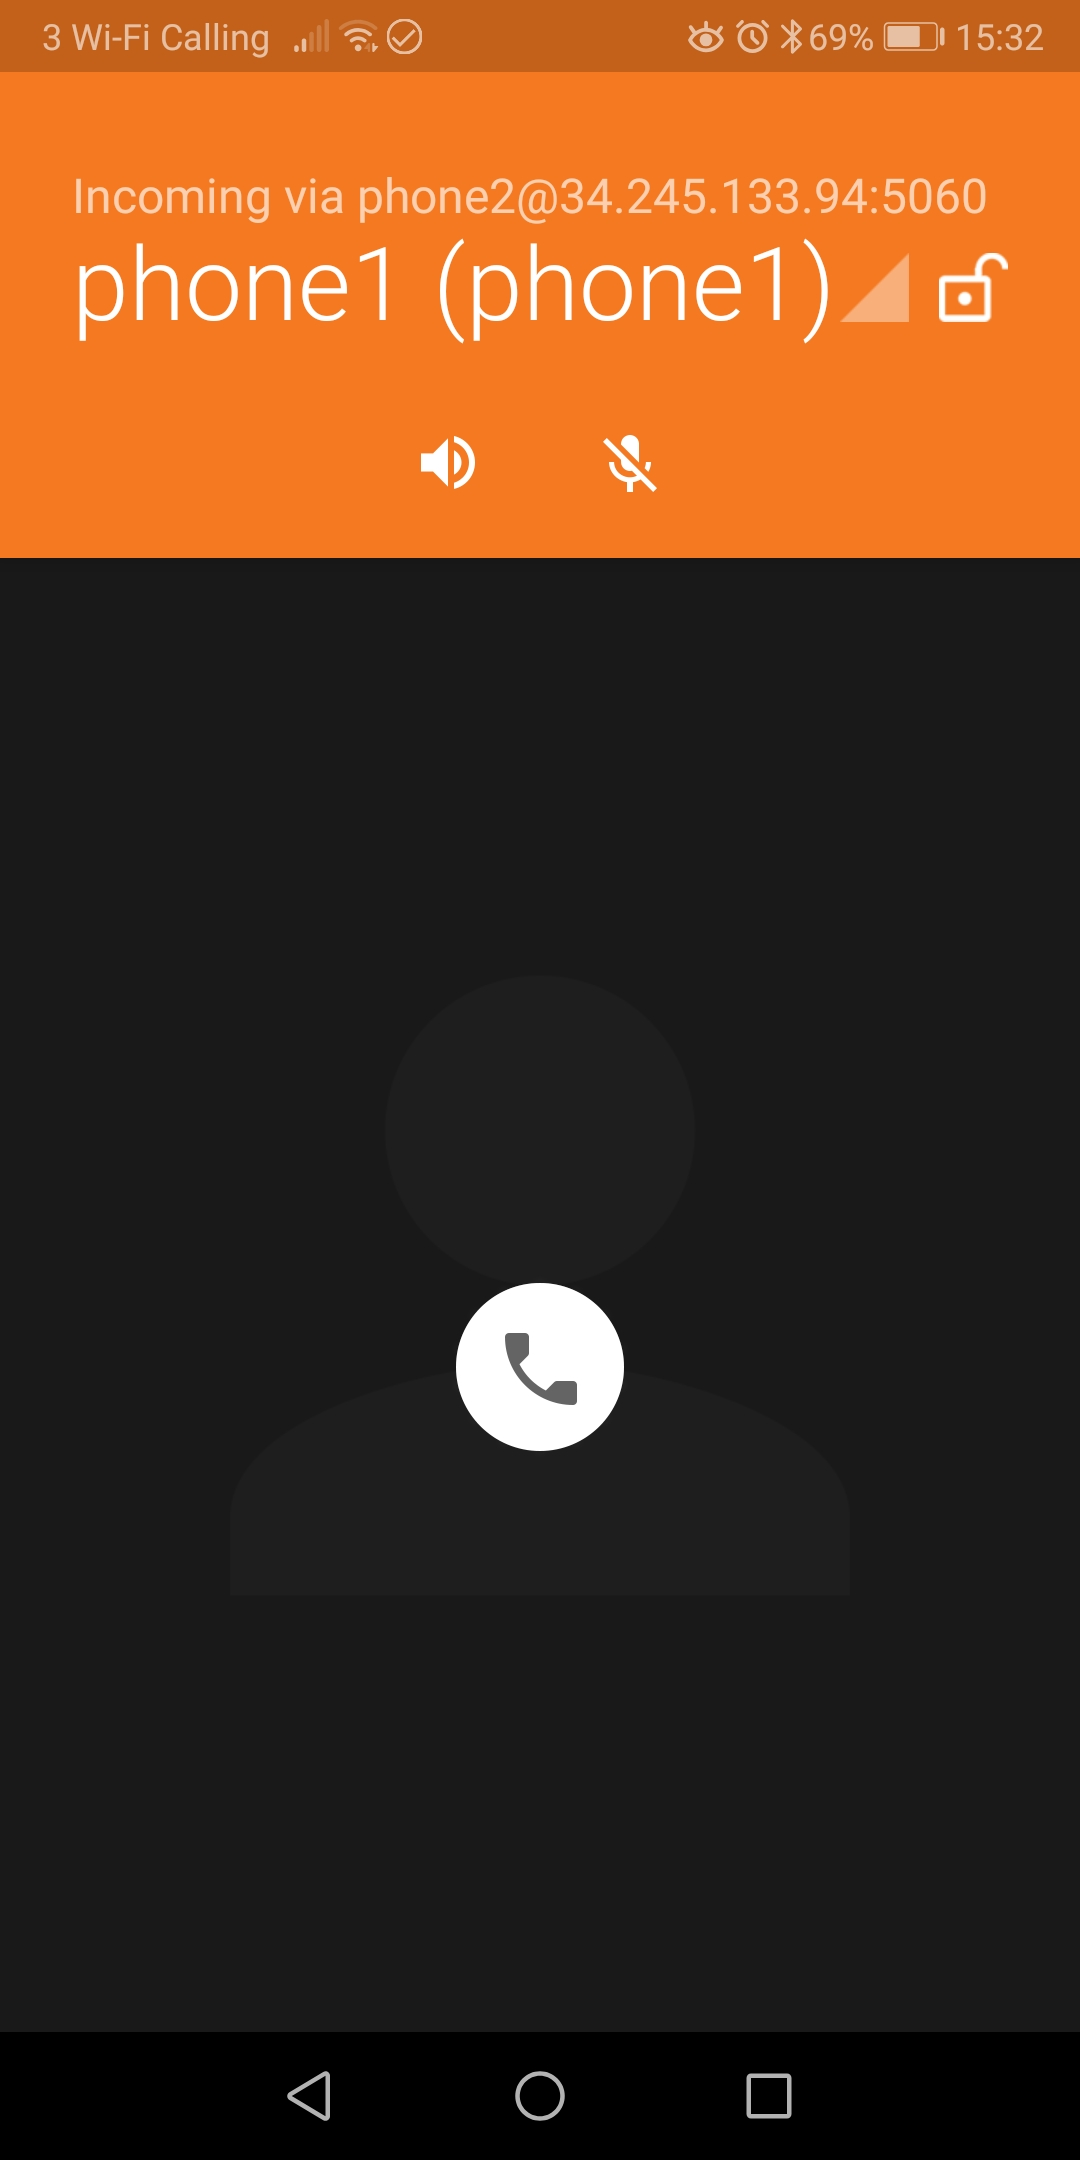 3 Wi-Fi Calling 69% 15:32
Incoming via phone2@34.245.133.94:5060
phone1 (phone1)